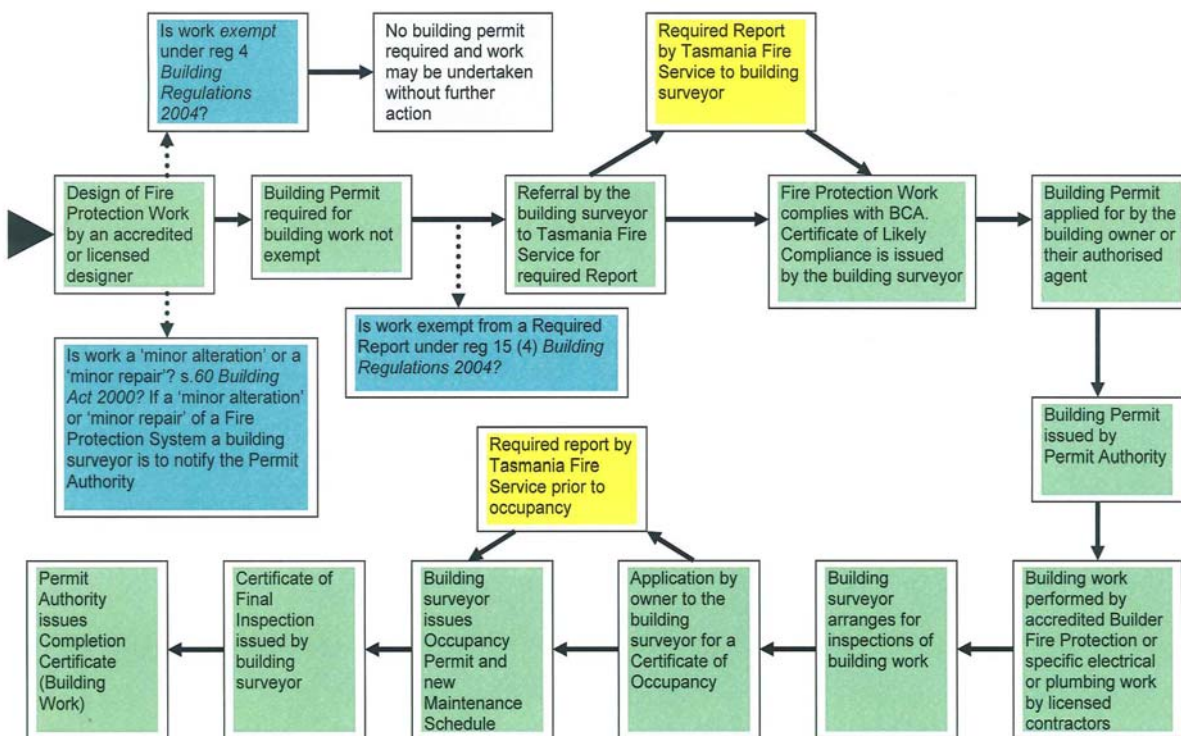 Is work exempt
under reg 4
Building
Regulations
2004?
No building permit
required and work
may be undertaken
without further
action
Required Report
by Tasmania Fire
Service to building
surveyor
Design of Fire
Protection Work
by an accredited
or licensed
designer
Building Permit
required for
building work not
exempt
Referral by the
building surveyor
to Tasmania Fire
Service for
required Report
Fire Protection Work
complies with BCA.
Certificate of Likely
Compliance is issued
by the building surveyor
Building Permit
applied for by the
building owner or
their authorised
agent
Is work a ‘minor alteration’ or a
‘minor repair’? s.60 Building
Act 2000? If a ‘minor alteration’
or ‘minor repair’ of a Fire
Protection System a building
surveyor is to notify the Permit
Authority
Is work exempt from a Required
Report under reg 15 (4) Building
Regulations 2004?
Building Permit
issued by
Permit Authority
Required report by
Tasmania Fire
Service prior to
occupancy
Permit
Authority
issues
Completion
Certificate
(Building
Work)
Certificate of
Final
Inspection
issued by
building
surveyor
Building
surveyor
issues
Occupancy
Permit and
new
Maintenance
Schedule
Application by
owner to the
building
surveyor for a
Certificate of
Occupancy
Building
surveyor
arranges for
inspections of
building work
Building work
performed by
accredited Builder
Fire Protection or
specific electrical
or plumbing work
by licensed
contractors